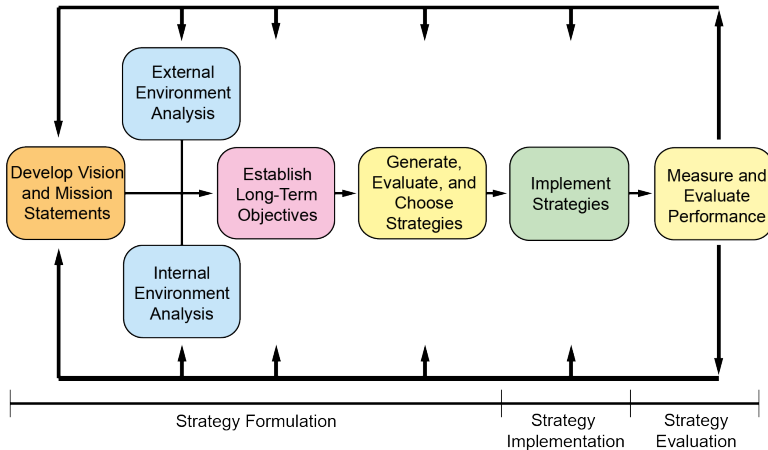 External
Environment
Analysis
Develop Vision
and Mission
Statements
Establish
Long-Term
Objectives
Generate,
Evaluate, and
Choose
Strategies
Implement
Strategies
Measure and
Evaluate
Performance
Internal
Environment
Analysis
Strategy Formulation
Strategy
Implementation
Strategy
Evaluation